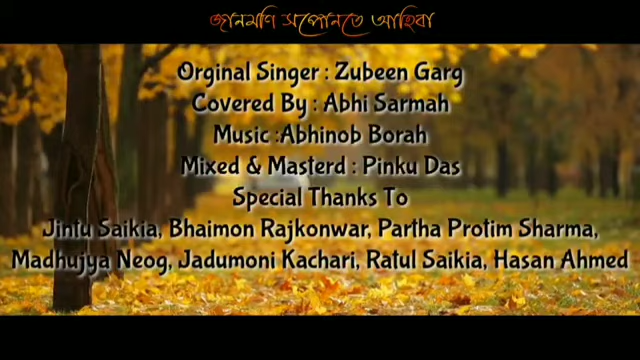 জানমণি সপোনতে আহিবা
Orginal Singer : Zubeen Garg
Covered By : Abhi Sarmah
Music :Abhinob Borah
Mixed & Masterd : Pinku Das
Special Thanks To
Jintu Saikia, Bhaimon Rajkonwar, Partha Protim Sharma,
Madhujya Neog, Jadumoni Kachari, Ratul Saikia, Hasan Ahmed